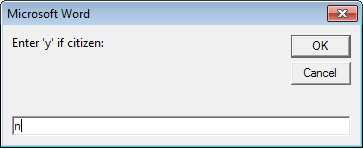 Microsoft Word
Enter 'y' if citizen:
OK
Cancel
n